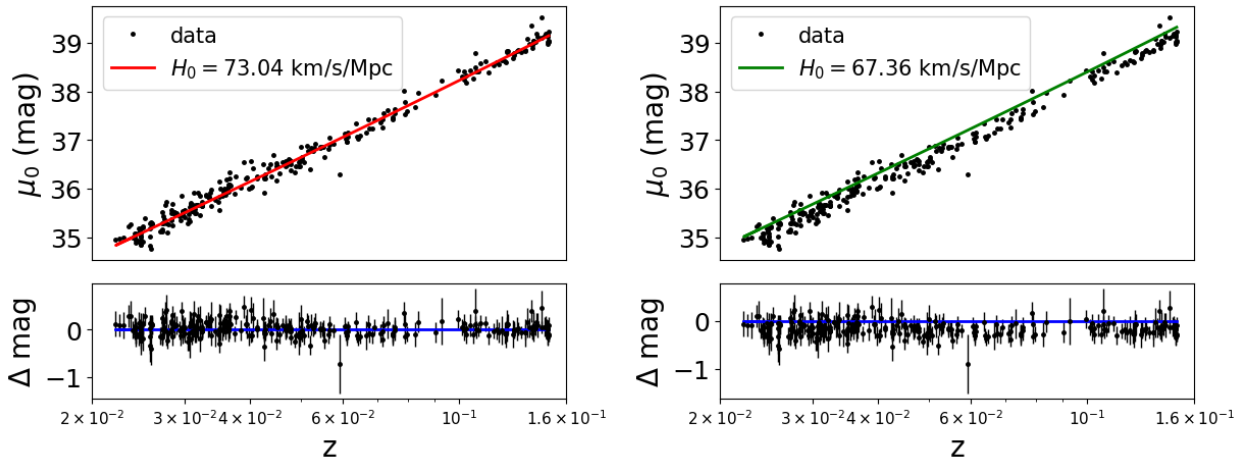 39
38
37
36
35
μ₀ (mag)
data
H₀ = 73.04 km/s/Mpc
0
−1
Δ mag
2 × 10⁻²
3 × 10⁻²
4 × 10⁻²
6 × 10⁻²
10⁻¹
1.6 × 10⁻¹
z
39
38
37
36
35
μ₀ (mag)
data
H₀ = 67.36 km/s/Mpc
0
−1
Δ mag
2 × 10⁻²
3 × 10⁻²
4 × 10⁻²
6 × 10⁻²
10⁻¹
1.6 × 10⁻¹
z